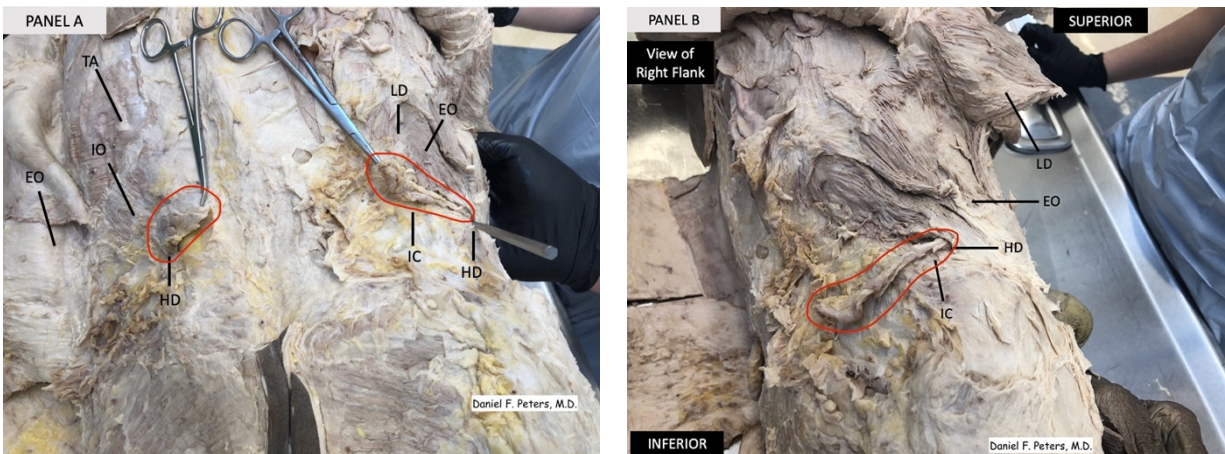 PANEL A
TA
LD
EO
IO
EO
IC
HD
HD
Daniel F. Peters, M.D.
PANEL B
SUPERIOR
View of
Right Flank
LD
EO
HD
IC
INFERIOR
Daniel F. Peters, M.D.